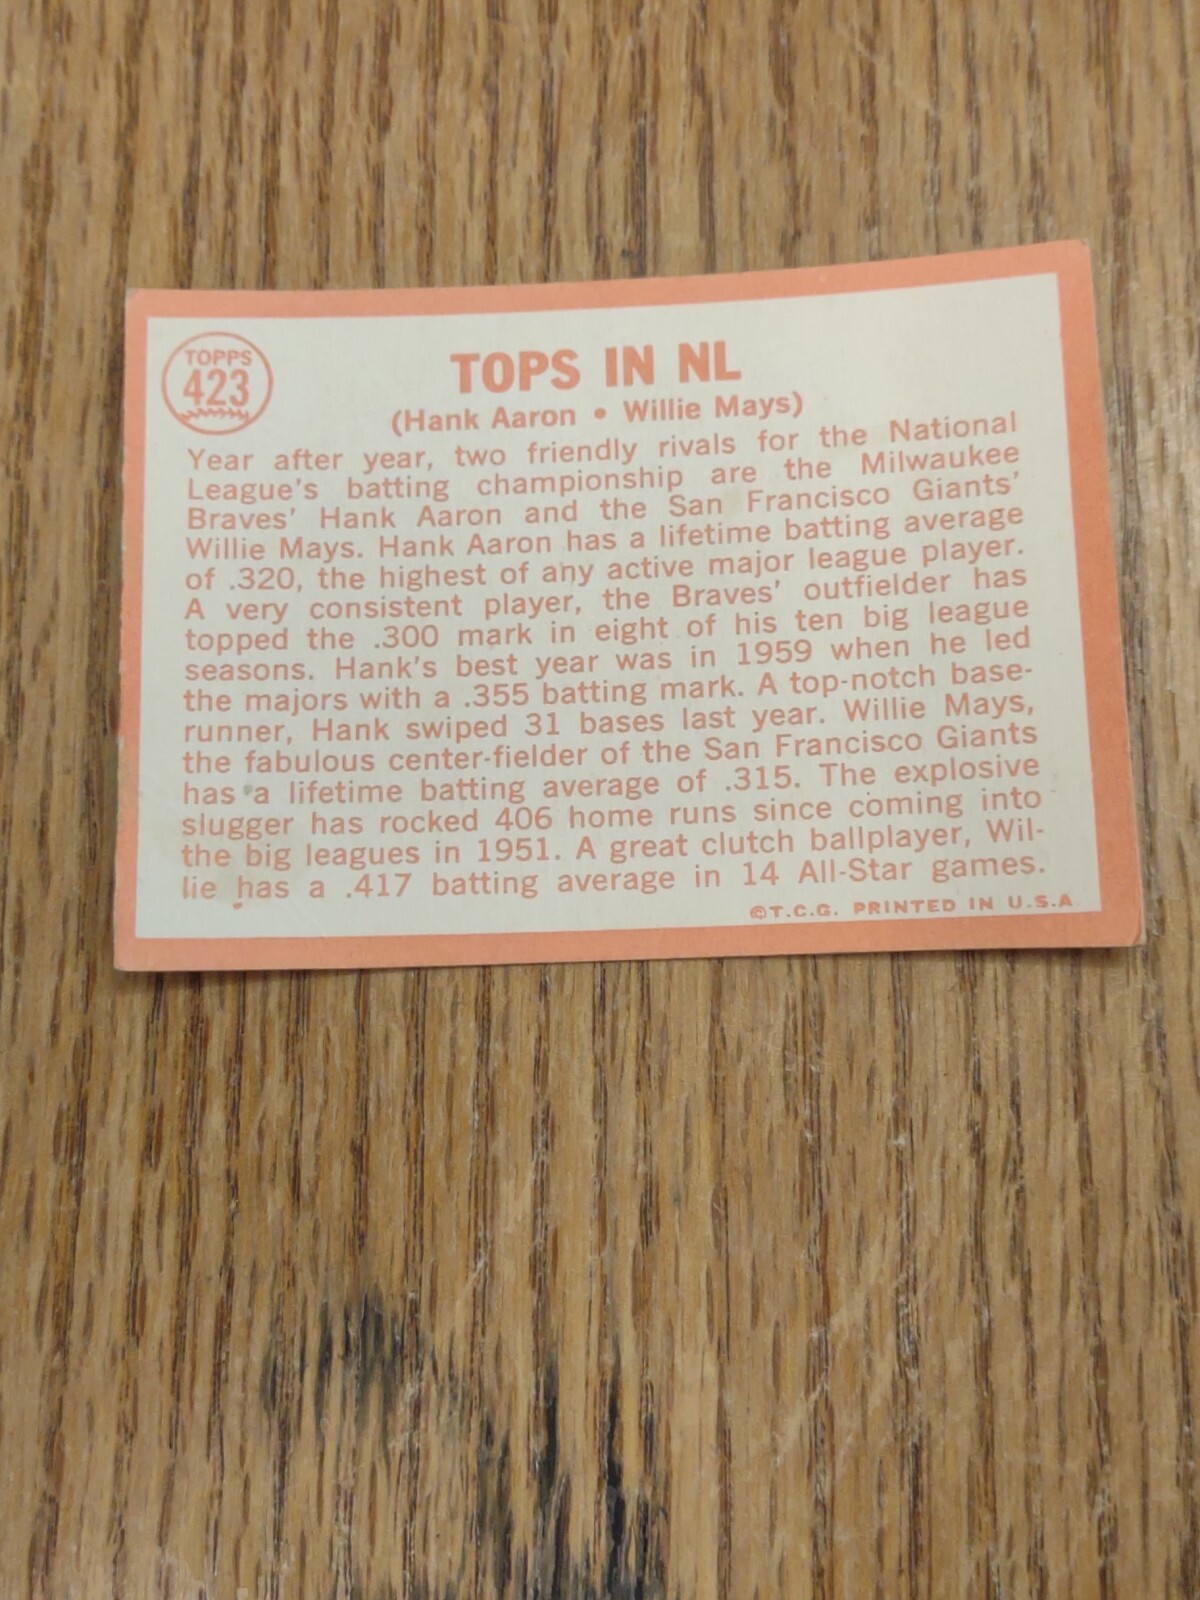 TOPPS
423
TOPS IN NL
(Hank Aaron • Willie Mays)
Year after year, two friendly rivals for the National
League's batting championship are the Milwaukee
Braves' Hank Aaron and the San Francisco Giants'
Willie Mays. Hank Aaron has a lifetime batting average
of .320, the highest of any active major league player.
A very consistent player, the Braves' outfielder has
topped the .300 mark in eight of his ten big league
seasons. Hank's best year was in 1959 when he led
the majors with a .355 batting mark. A top-notch base-
runner, Hank swiped 31 bases last year. Willie Mays,
the fabulous center-fielder of the San Francisco Giants
has a lifetime batting average of .315. The explosive
slugger has rocked 406 home runs since coming into
the big leagues in 1951. A great clutch ballplayer, Wil-
lie has a .417 batting average in 14 All-Star games.
©T.C.G. PRINTED IN U.S.A